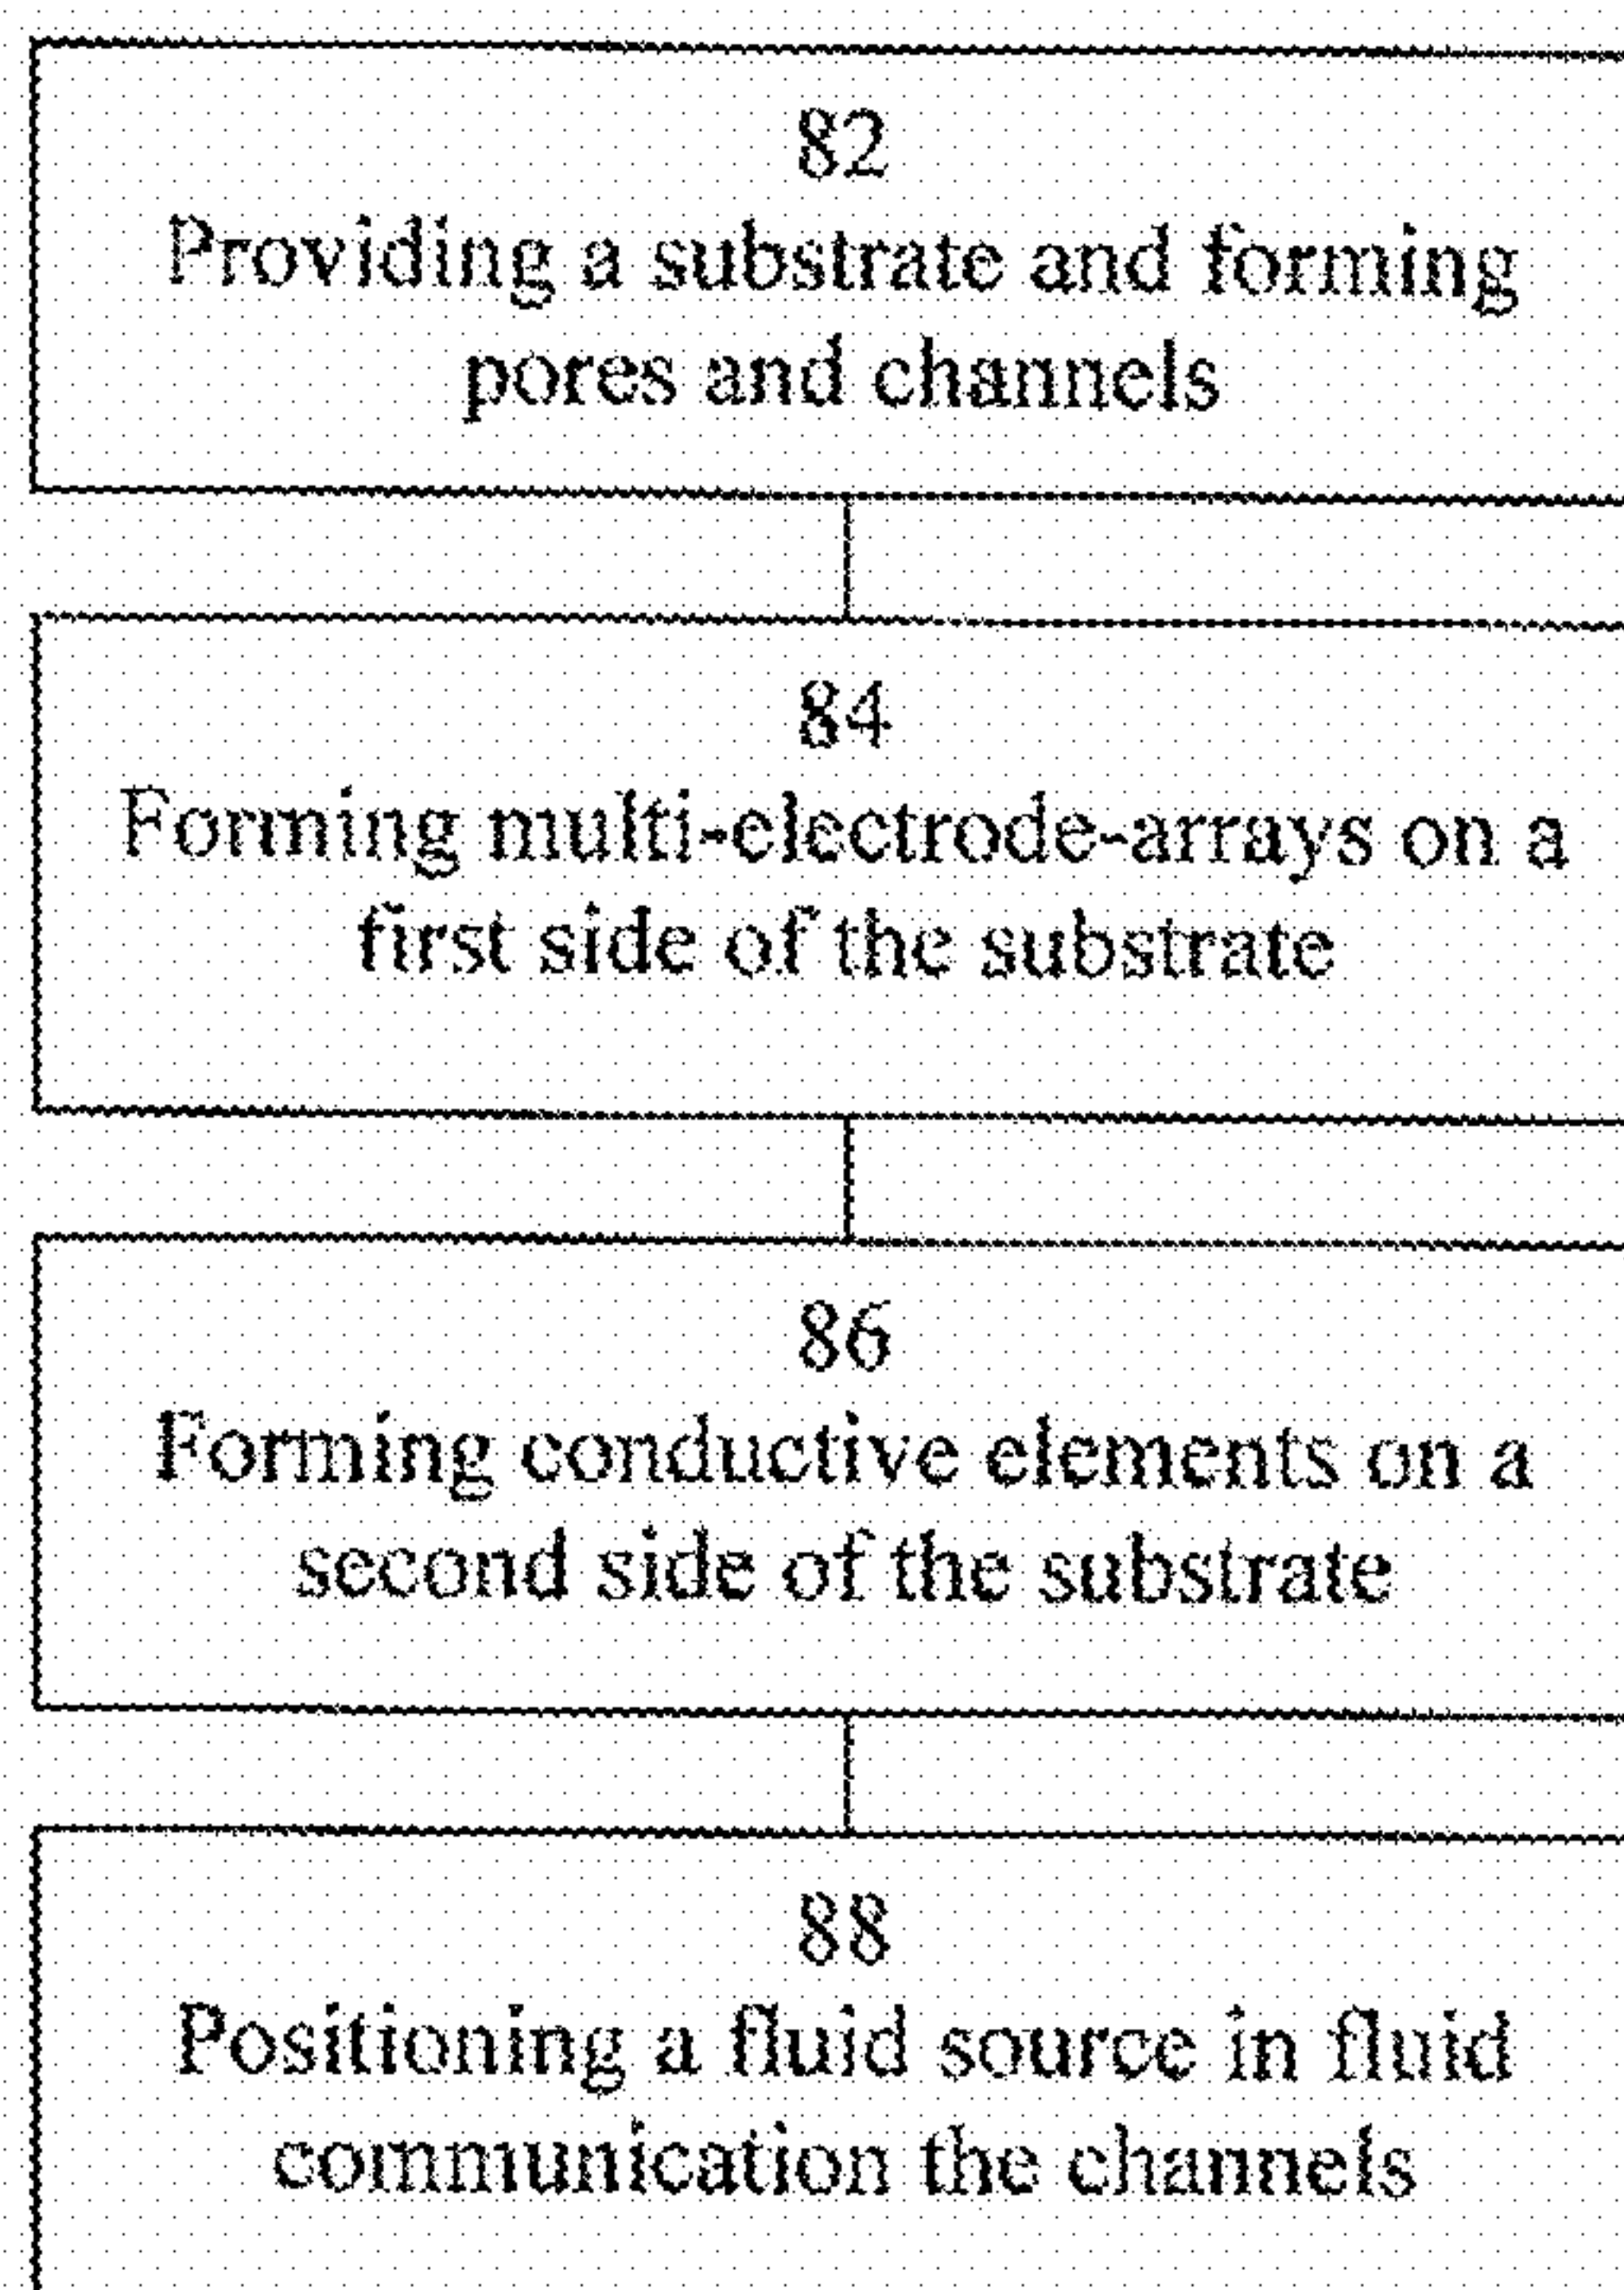 82
Providing a substrate and forming
pores and channels
84
Forming multi-electrode-arrays on a
first side of the substrate
86
Forming conductive elements on a
second side of the substrate
88
Positioning a fluid source in fluid
communication the channels